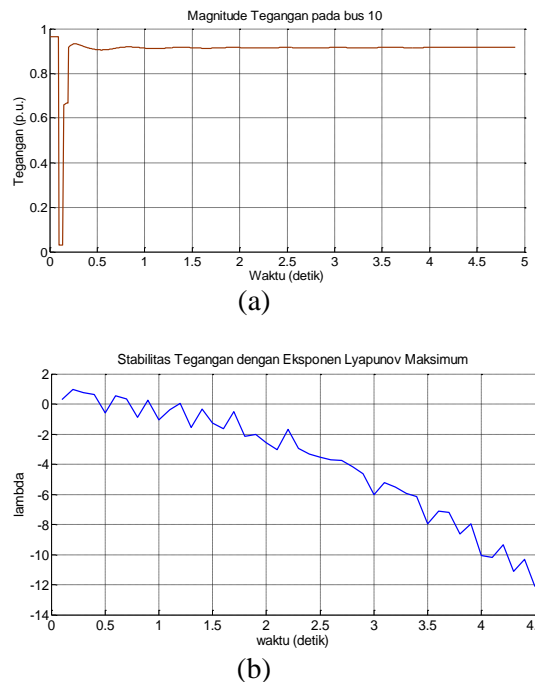 Magnitude Tegangan pada bus 10
Tegangan (p.u.)
1
0.8
0.6
0.4
0.2
0
0 0.5 1 1.5 2 2.5 3 3.5 4 4.5 5
Waktu (detik)
(a)
Stabilitas Tegangan dengan Eksponen Lyapunov Maksimum
lambda
2
0
-2
-4
-6
-8
-10
-12
-14
0 0.5 1 1.5 2 2.5 3 3.5 4 4.
waktu (detik)
(b)